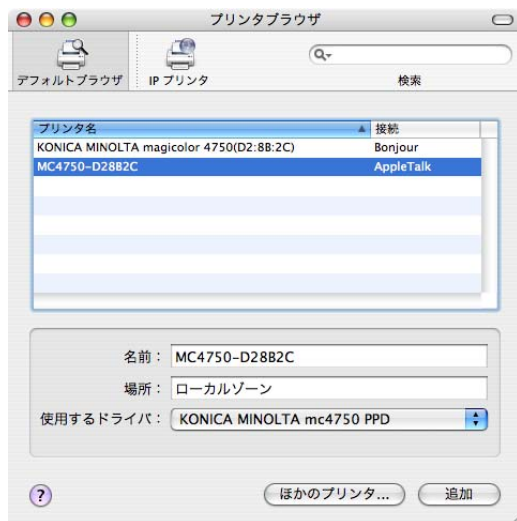 プリンタブラウザ
デフォルトブラウザ IP プリンタ 検索
プリンタ名 接続
KONICA MINOLTA magicolor 4750(D2:8B:2C) Bonjour
MC4750-D28B2C AppleTalk
名前： MC4750-D28B2C
場所： ローカルゾーン
使用するドライバ： KONICA MINOLTA mc4750 PPD
? ほかのプリンタ... 追加